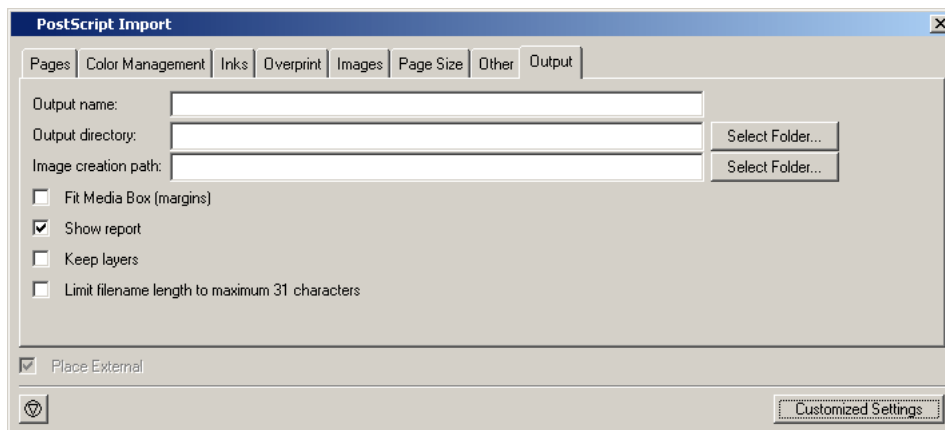 PostScript Import
Pages Color Management Inks Overprint Images Page Size Other Output
Output name:
Output directory: Select Folder...
Image creation path: Select Folder...
Fit Media Box (margins)
Show report
Keep layers
Limit filename length to maximum 31 characters
Place External
Customized Settings